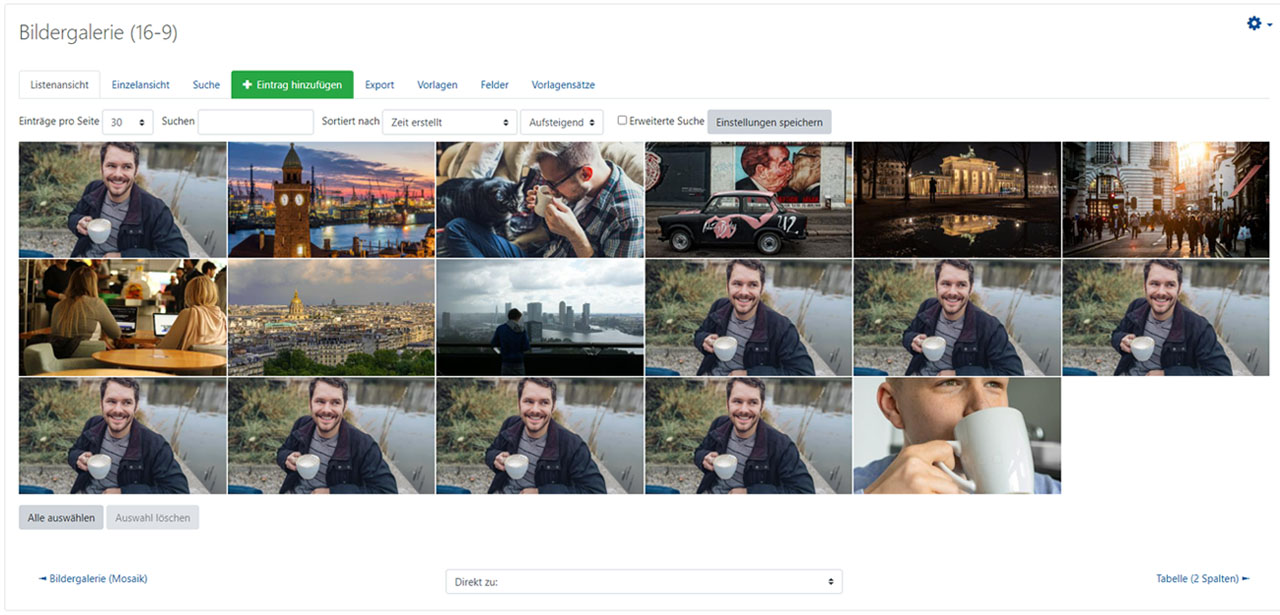 Bildergalerie (16-9)
Listenansicht Einzelansicht Suche Eintrag hinzufügen Export Vorlagen Felder Vorlagensätze
Einträge pro Seite 30 Suchen Sortiert nach Zeit erstellt Aufsteigend Erweiterte Suche Einstellungen speichern
Alle auswählen Auswahl löschen
Bildergalerie (Mosaik) Direkt zu: Tabelle (2 Spalten)